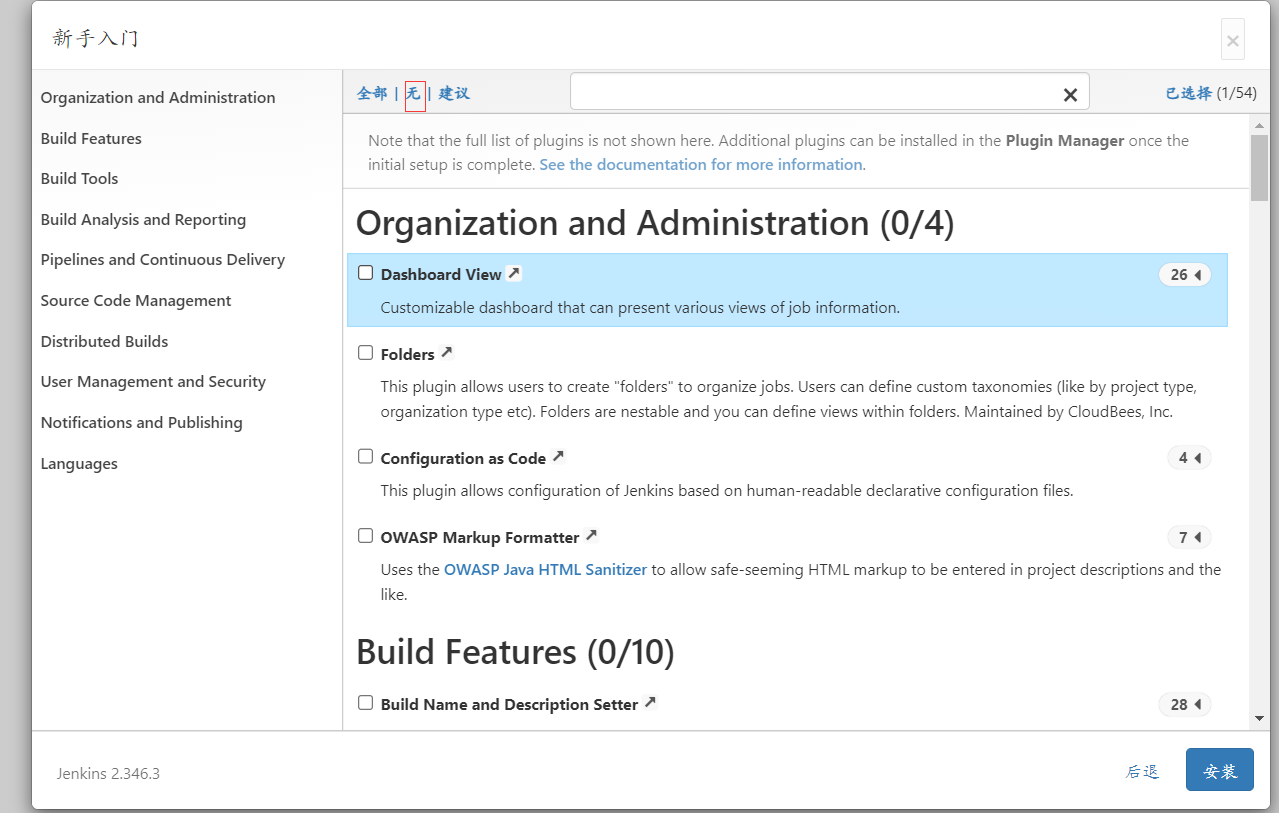 新手入门
×
Organization and Administration
Build Features
Build Tools
Build Analysis and Reporting
Pipelines and Continuous Delivery
Source Code Management
Distributed Builds
User Management and Security
Notifications and Publishing
Languages
全部 | 无 | 建议
已选择 (1/54)
Note that the full list of plugins is not shown here. Additional plugins can be installed in the Plugin Manager once the
initial setup is complete. See the documentation for more information.
Organization and Administration (0/4)
Dashboard View 26
Customizable dashboard that can present various views of job information.
Folders
This plugin allows users to create "folders" to organize jobs. Users can define custom taxonomies (like by project type,
organization type etc). Folders are nestable and you can define views within folders. Maintained by CloudBees, Inc.
Configuration as Code 4
This plugin allows configuration of Jenkins based on human-readable declarative configuration files.
OWASP Markup Formatter 7
Uses the OWASP Java HTML Sanitizer to allow safe-seeming HTML markup to be entered in project descriptions and the
like.
Build Features (0/10)
Build Name and Description Setter 28
Jenkins 2.346.3
后退 安装